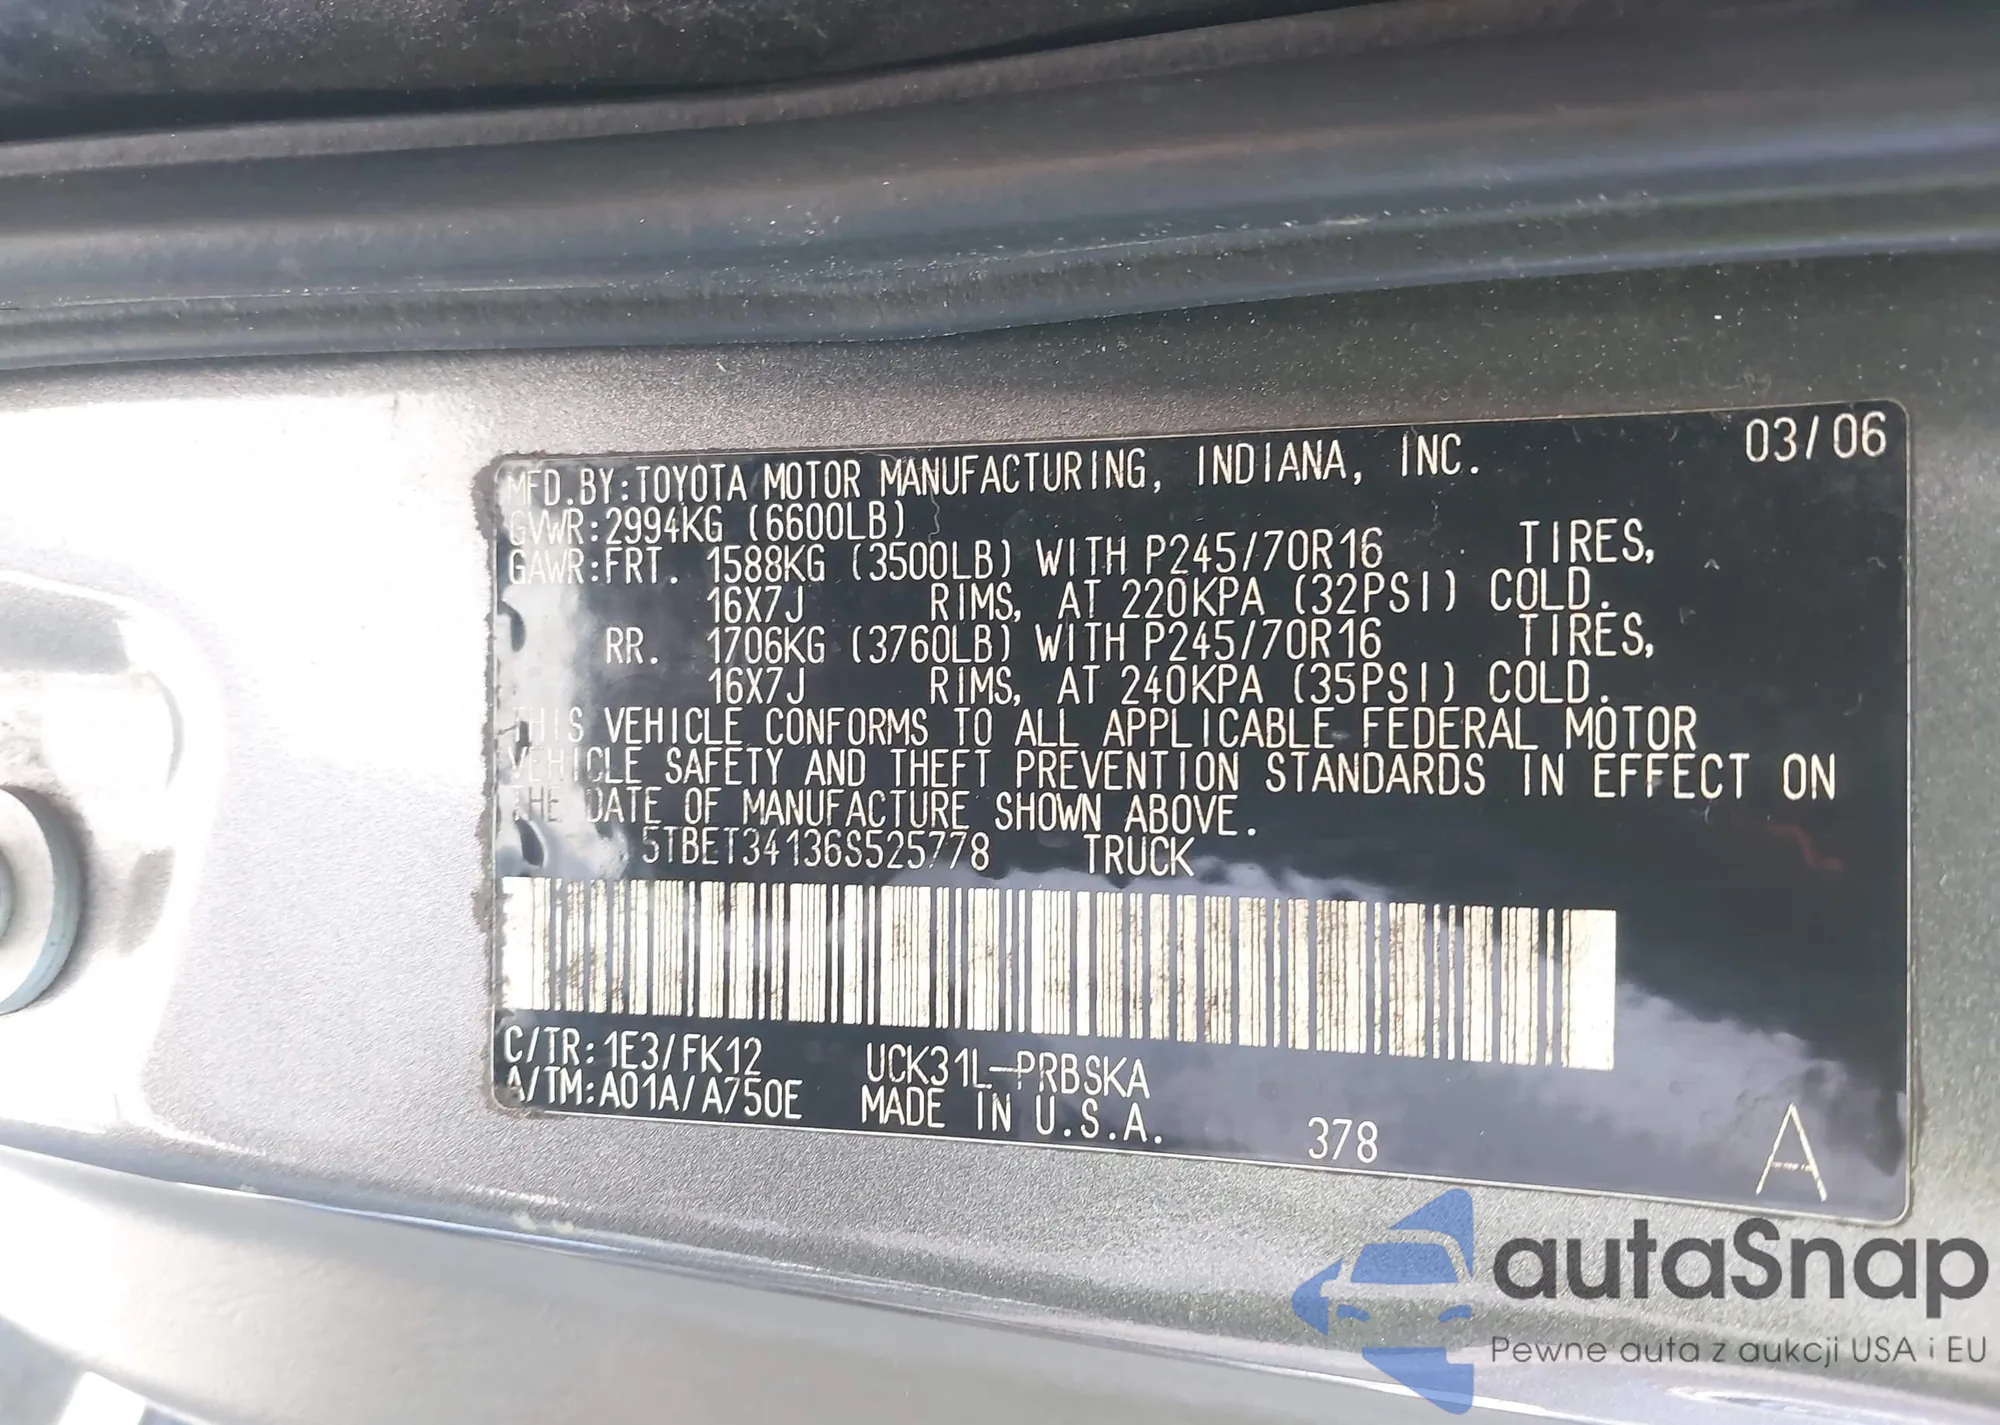 03/06
MFD.BY:TOYOTA MOTOR MANUFACTURING, INDIANA, INC.
GVWR:2994KG (6600LB)
GAWR:FRT. 1588KG (3500LB) WITH P245/70R16 TIRES,
16X7J RIMS, AT 220KPA (32PSI) COLD.
RR. 1706KG (3760LB) WITH P245/70R16 TIRES,
16X7J RIMS, AT 240KPA (35PSI) COLD.
THIS VEHICLE CONFORMS TO ALL APPLICABLE FEDERAL MOTOR
VEHICLE SAFETY AND THEFT PREVENTION STANDARDS IN EFFECT ON
THE DATE OF MANUFACTURE SHOWN ABOVE.
5TBET34136S525778 TRUCK
C/TR:1E3/FK12 UCK31L-PRBSKA
A/TM:A01A/A750E MADE IN U.S.A.
378 A
autaSnap
Pewne auta z aukcji USA i EU